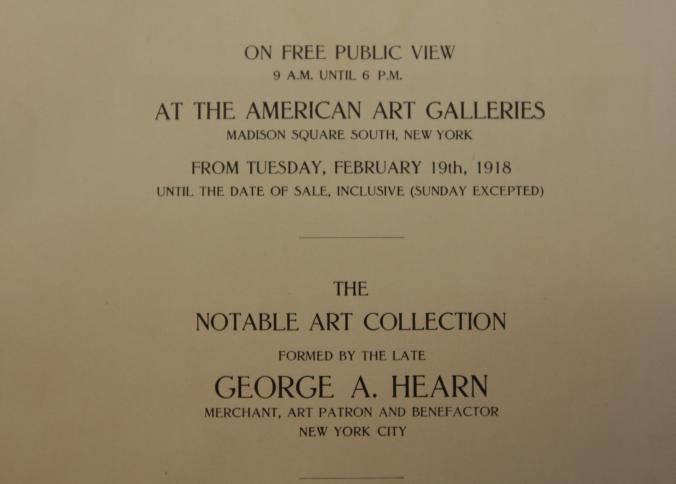 ON FREE PUBLIC VIEW
9 A.M. UNTIL 6 P.M.
AT THE AMERICAN ART GALLERIES
MADISON SQUARE SOUTH, NEW YORK
FROM TUESDAY, FEBRUARY 19th, 1918
UNTIL THE DATE OF SALE, INCLUSIVE (SUNDAY EXCEPTED)
THE
NOTABLE ART COLLECTION
FORMED BY THE LATE
GEORGE A. HEARN
MERCHANT, ART PATRON AND BENEFACTOR
NEW YORK CITY